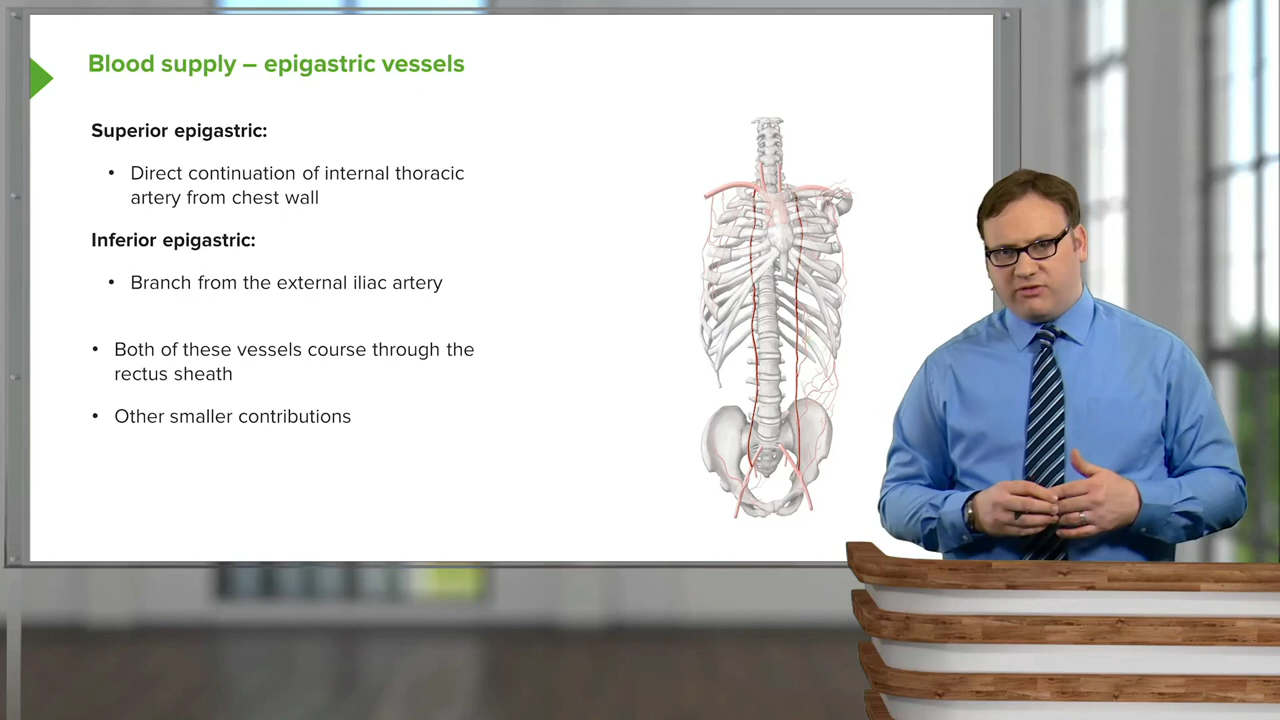 Blood supply – epigastric vessels
Superior epigastric:
• Direct continuation of internal thoracic
artery from chest wall
Inferior epigastric:
• Branch from the external iliac artery
• Both of these vessels course through the
rectus sheath
• Other smaller contributions